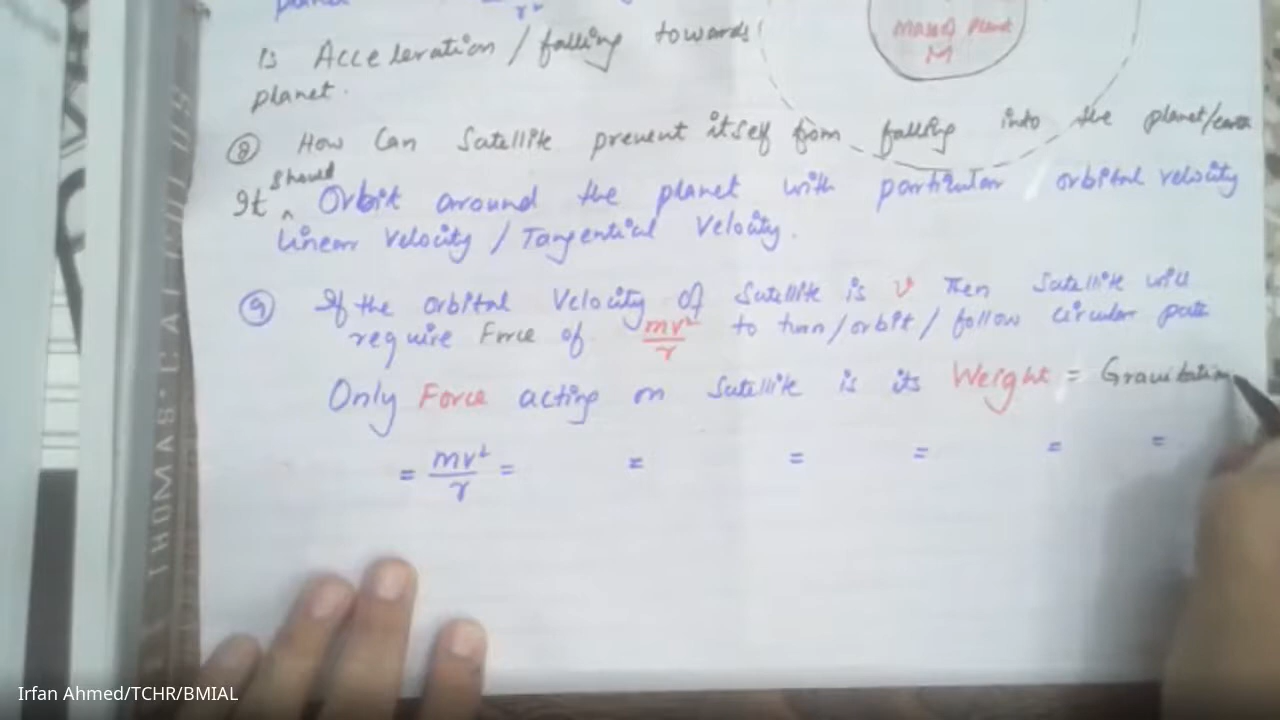 planet
r²
is Acceleration / falling towards
planet.
mass of Planet
M
⑧ How Can Satellite prevent itself from falling into the planet/earth
should
It ^ Orbit around the planet with particular / orbital velocity
Linear Velocity / Tangential Velocity.
⑨ If the orbital Velocity of Satellite is v Then Satellite will
require Force of mv²/r to turn/orbit/follow circular path
Only Force acting on Satellite is its Weight = Gravitation
= mv²/r = = = = = =
THOMAS' CALCULUS
Irfan Ahmed/TCHR/BMIAL